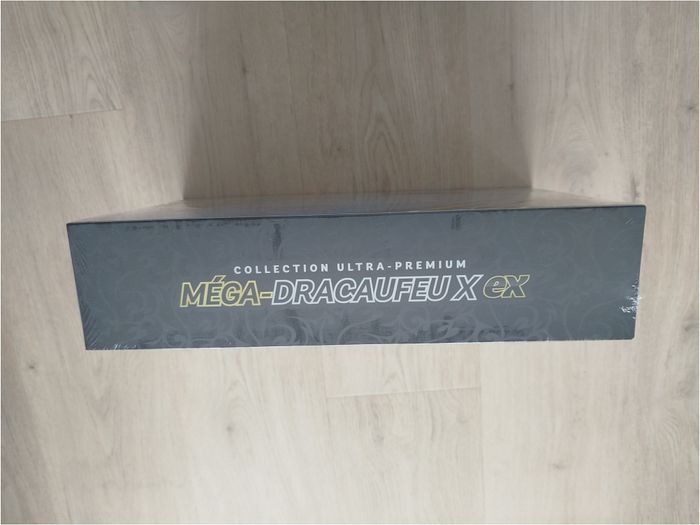 COLLECTION ULTRA-PREMIUM
MÉGA-DRACAUFEU X ex